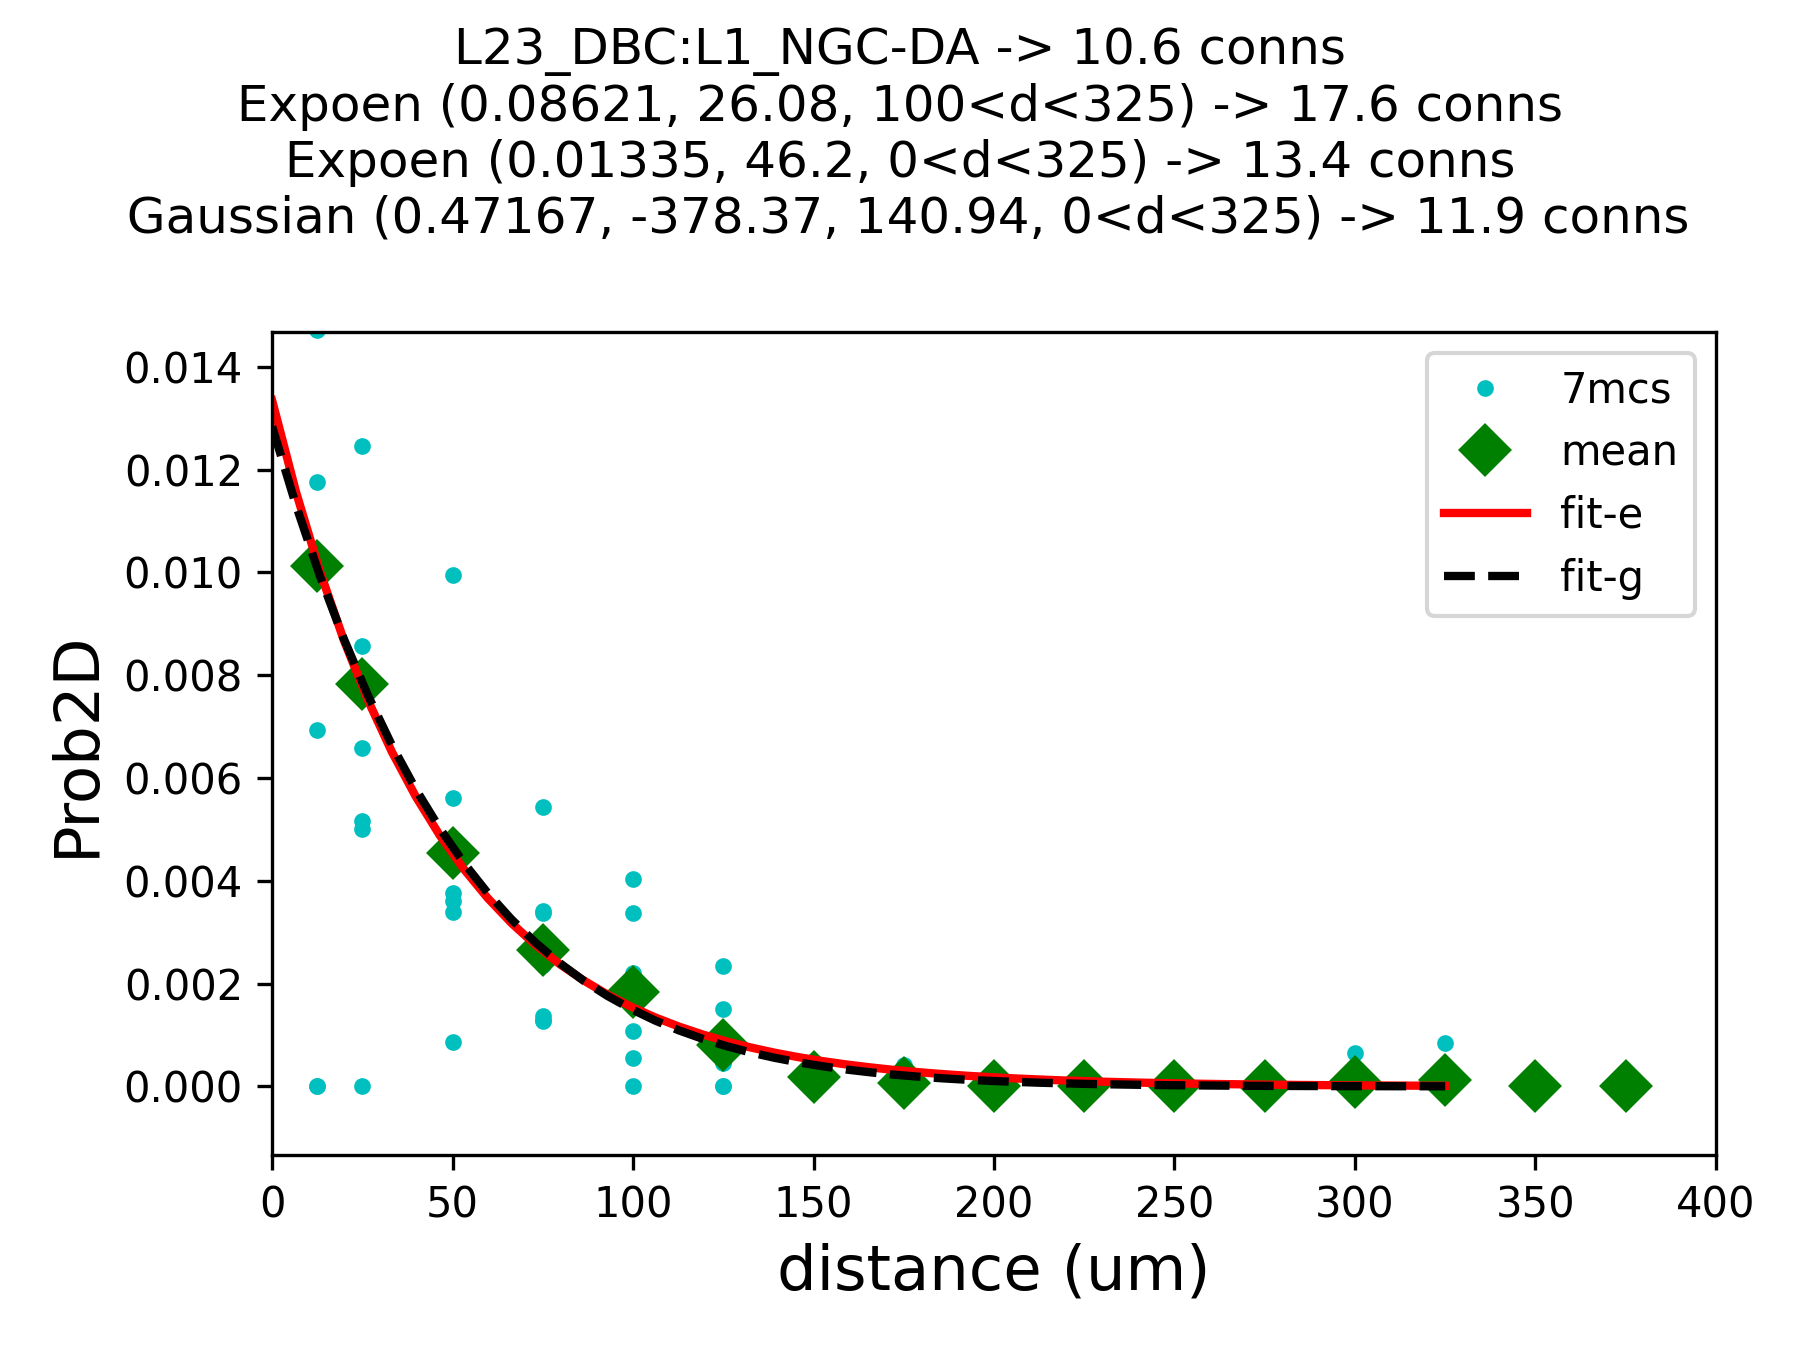 L23_DBC:L1_NGC-DA -> 10.6 conns
Expoen (0.08621, 26.08, 100<d<325) -> 17.6 conns
Expoen (0.01335, 46.2, 0<d<325) -> 13.4 conns
Gaussian (0.47167, -378.37, 140.94, 0<d<325) -> 11.9 conns
7mcs
mean
fit-e
fit-g
Prob2D
0.014
0.012
0.010
0.008
0.006
0.004
0.002
0.000
0 50 100 150 200 250 300 350 400
distance (um)